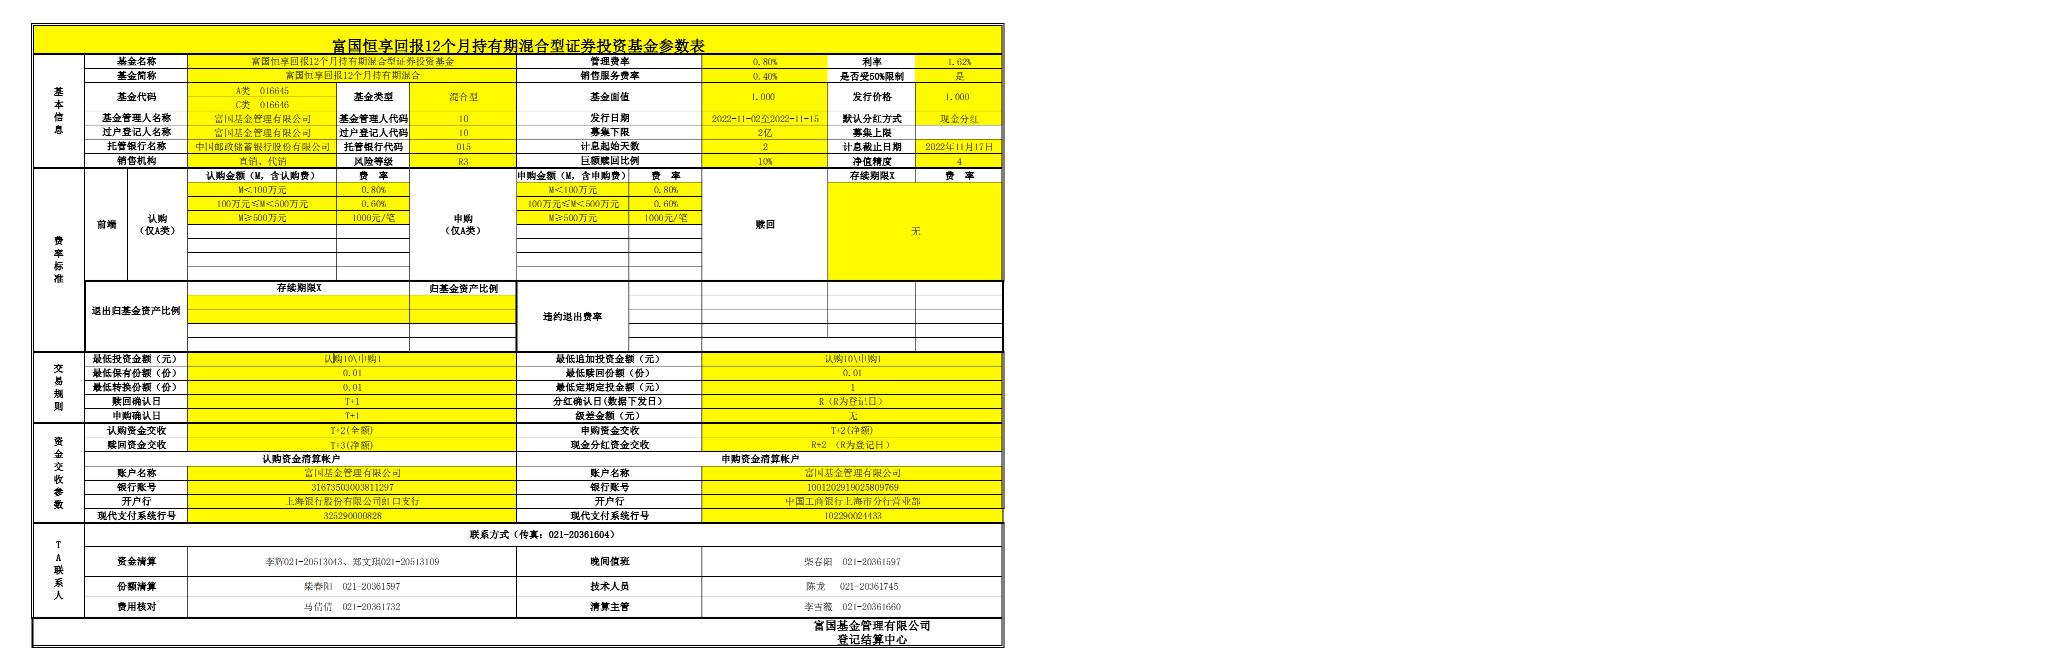 富国恒享回报12个月持有期混合型证券投资基金参数表
基本信息
基金名称 富国恒享回报12个月持有期混合型证券投资基金 管理费率 0.80% 利率 1.62%
基金简称 富国恒享回报12个月持有期混合 销售服务费率 0.40% 是否受50%限制 是
基金代码 A类 016645 基金类型 混合型 基金面值 1.000 发行价格 1.000
C类 016646
基金管理人名称 富国基金管理有限公司 基金管理人代码 10 发行日期 2022-11-02至2022-11-15 默认分红方式 现金分红
过户登记人名称 富国基金管理有限公司 过户登记人代码 10 募集下限 2亿 募集上限
托管银行名称 中国邮政储蓄银行股份有限公司 托管银行代码 015 计息起始天数 2 计息截止日期 2022年11月17日
销售机构 直销、代销 风险等级 R3 巨额赎回比例 10% 净值精度 4
费率标准
认购金额（M，含认购费） 费 率 申购金额（M，含申购费） 费 率 存续期限X 费 率
M＜100万元 0.80% M＜100万元 0.80%
100万元≤M＜500万元 0.60% 100万元≤M＜500万元 0.60%
M≥500万元 1000元/笔 M≥500万元 1000元/笔
前端 认购（仅A类） 申购（仅A类） 赎回 无
存续期限X 归基金资产比例
退出归基金资产比例 违约退出费率
交易规则
最低投资金额（元） 认购10\申购1 最低追加投资金额（元） 认购10\申购1
最低保有份额（份） 0.01 最低赎回份额（份） 0.01
最低转换份额（份） 0.01 最低定期定投金额（元） 1
赎回确认日 T+1 分红确认日(数据下发日） R（R为登记日）
申购确认日 T+1 级差金额（元） 无
资金交收参数
认购资金交收 T+2(全额) 申购资金交收 T+2(净额)
赎回资金交收 T+3(净额) 现金分红资金交收 R+2 （R为登记日）
认购资金清算帐户 申购资金清算帐户
账户名称 富国基金管理有限公司 账户名称 富国基金管理有限公司
银行账号 31673503003811297 银行账号 1001202919025809769
开户行 上海银行股份有限公司虹口支行 开户行 中国工商银行上海市分行营业部
现代支付系统行号 325290000828 现代支付系统行号 102290024433
TA联系人
联系方式（传真：021-20361604）
资金清算 李辉021-20513043、郑文琪021-20513109 晚间值班 柴春阳 021-20361597
份额清算 柴春阳 021-20361597 技术人员 陈龙 021-20361745
费用核对 马倩倩 021-20361732 清算主管 李雪薇 021-20361660
富国基金管理有限公司
登记结算中心